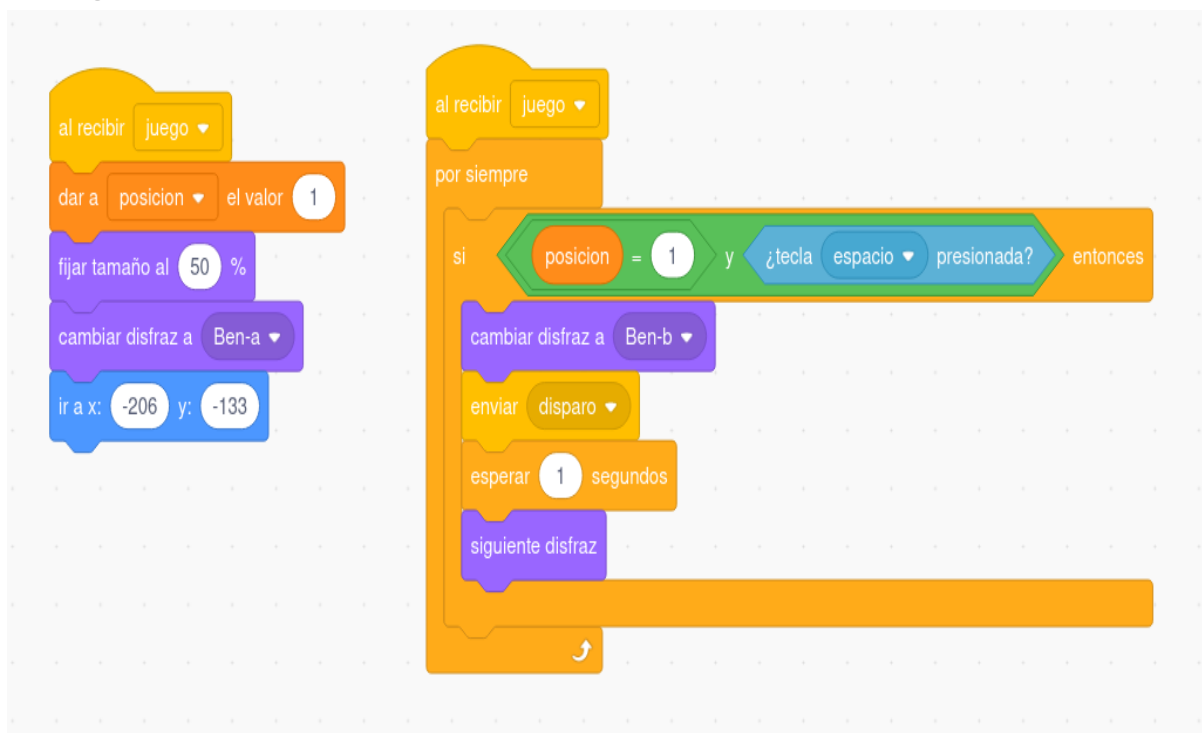 al recibir juego
dar a posicion el valor 1
fijar tamaño al 50 %
cambiar disfraz a Ben-a
ir a x: -206 y: -133
al recibir juego
por siempre
si posicion = 1 y ¿tecla espacio presionada? entonces
cambiar disfraz a Ben-b
enviar disparo
esperar 1 segundos
siguiente disfraz